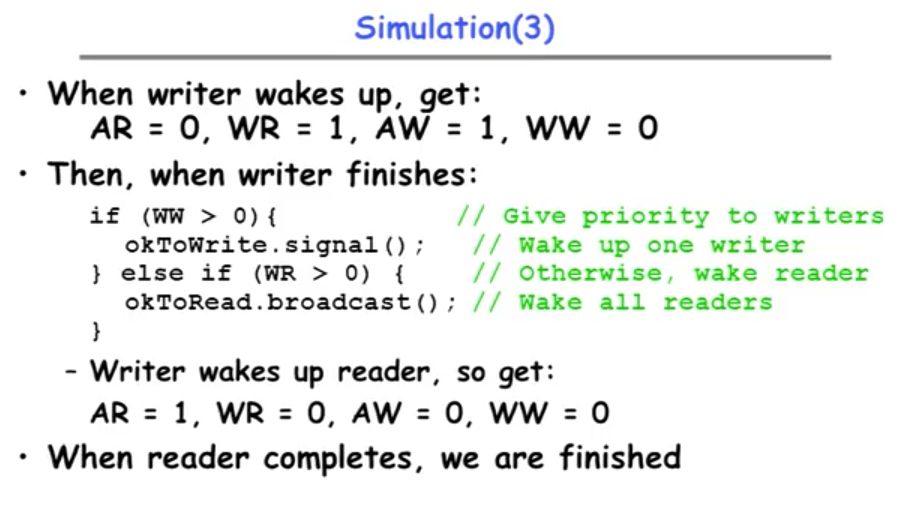 Simulation(3)
• When writer wakes up, get:
AR = 0, WR = 1, AW = 1, WW = 0
• Then, when writer finishes:
if (WW > 0){ // Give priority to writers
okToWrite.signal(); // Wake up one writer
} else if (WR > 0) { // Otherwise, wake reader
okToRead.broadcast(); // Wake all readers
}
- Writer wakes up reader, so get:
AR = 1, WR = 0, AW = 0, WW = 0
• When reader completes, we are finished